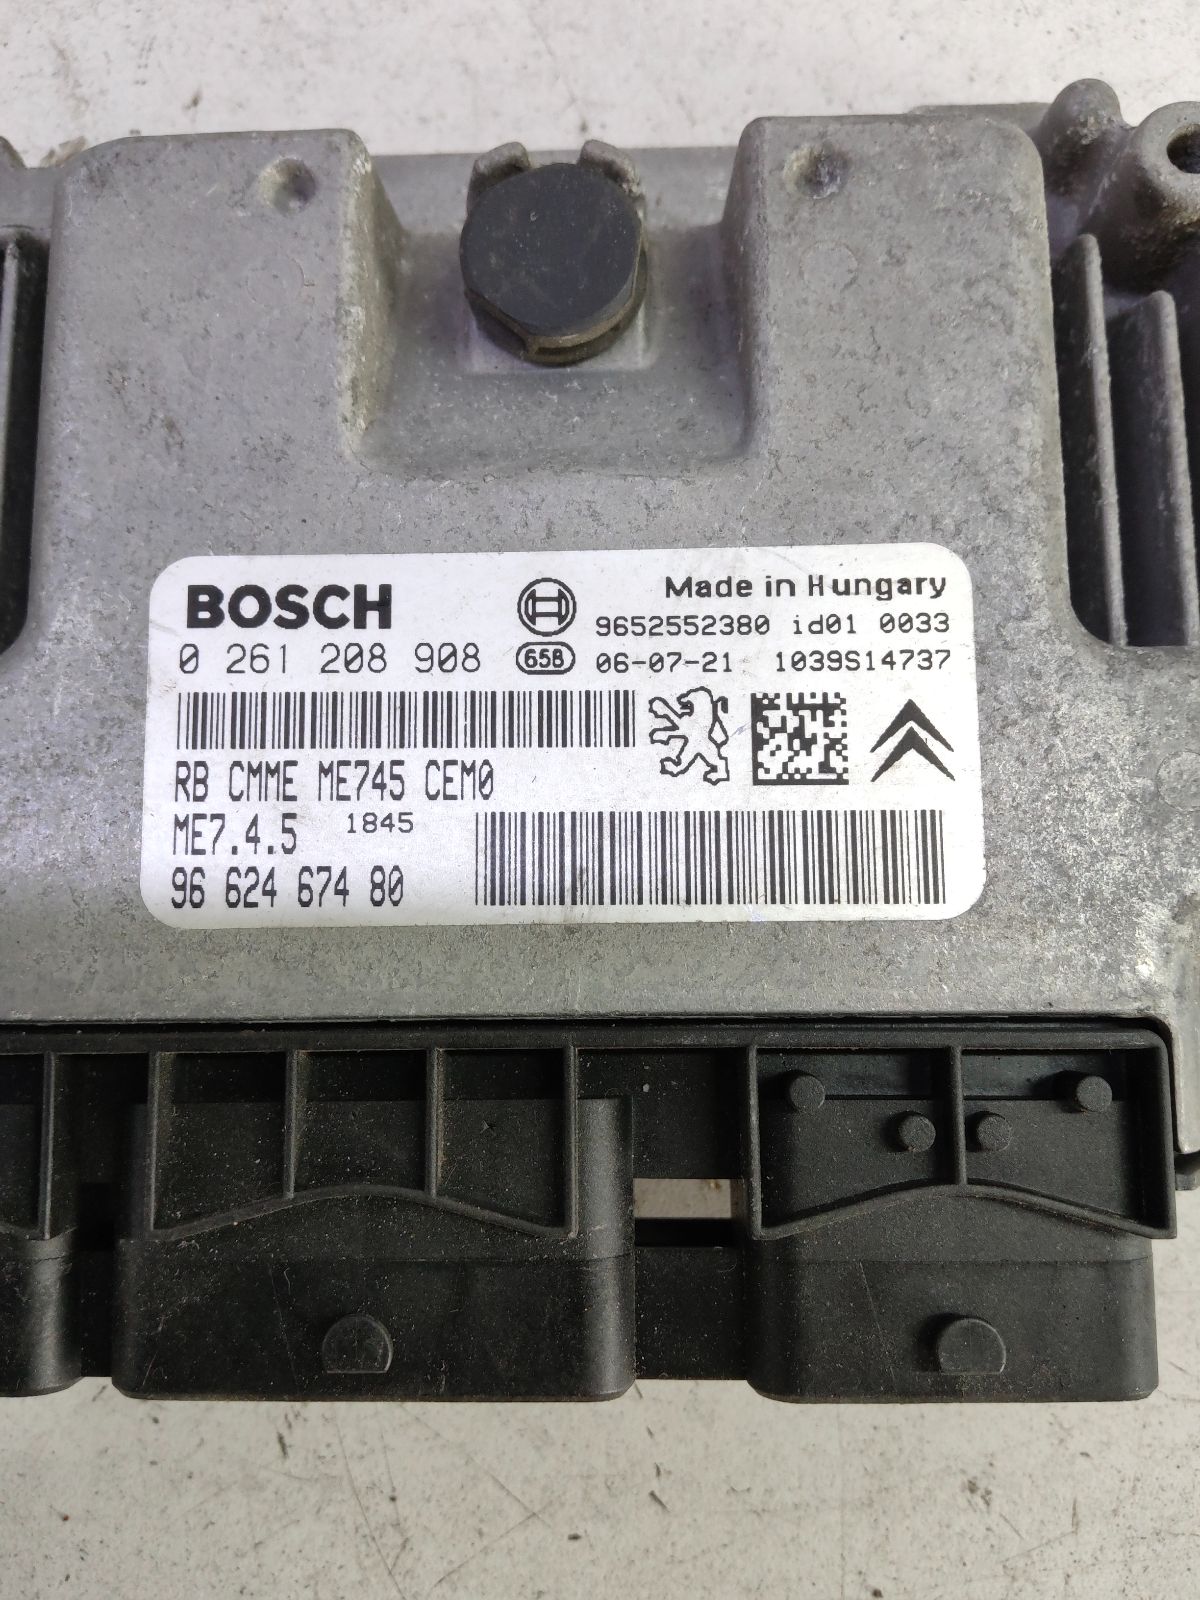 BOSCH
Made in Hungary
9652552380 id01 0033
0 261 208 908 65B 06-07-21 1039S14737
RB CMME ME745 CEM0
ME7.4.5 1845
96 624 674 80